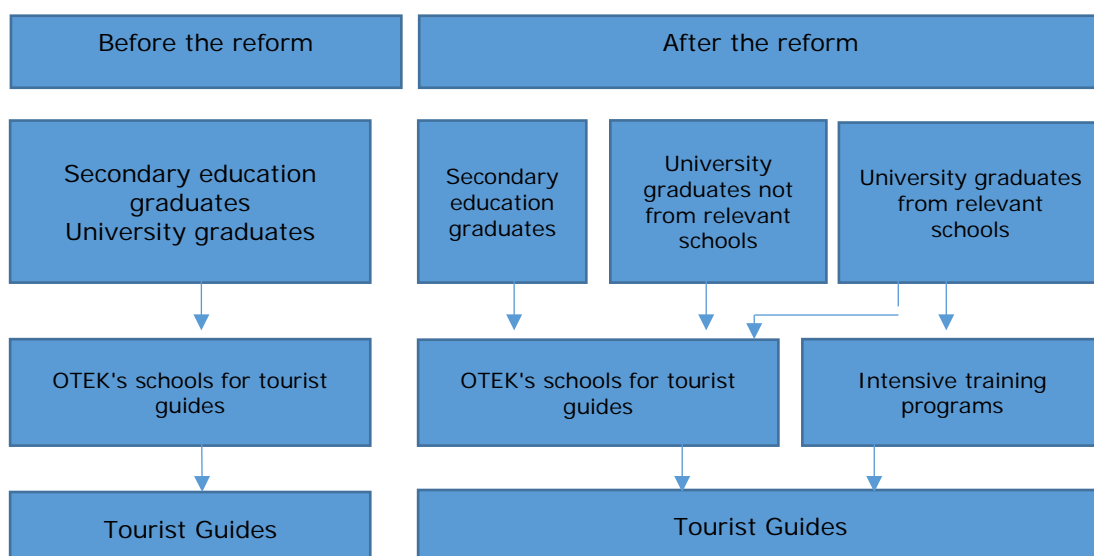 Before the reform
After the reform
Secondary education
graduates
University graduates
Secondary
education
graduates
University
graduates not
from relevant
schools
University graduates
from relevant
schools
OTEK's schools for tourist
guides
OTEK's schools for tourist
guides
Intensive training
programs
Tourist Guides
Tourist Guides